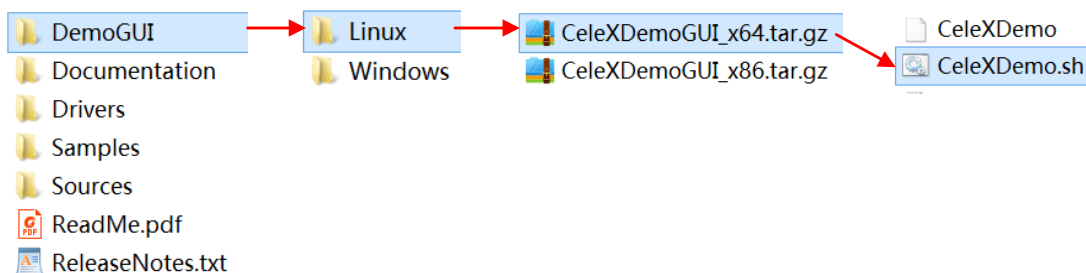 DemoGUI
Documentation
Drivers
Samples
Sources
ReadMe.pdf
ReleaseNotes.txt
Linux
Windows
CeleXDemoGUI_x64.tar.gz
CeleXDemoGUI_x86.tar.gz
CeleXDemo
CeleXDemo.sh